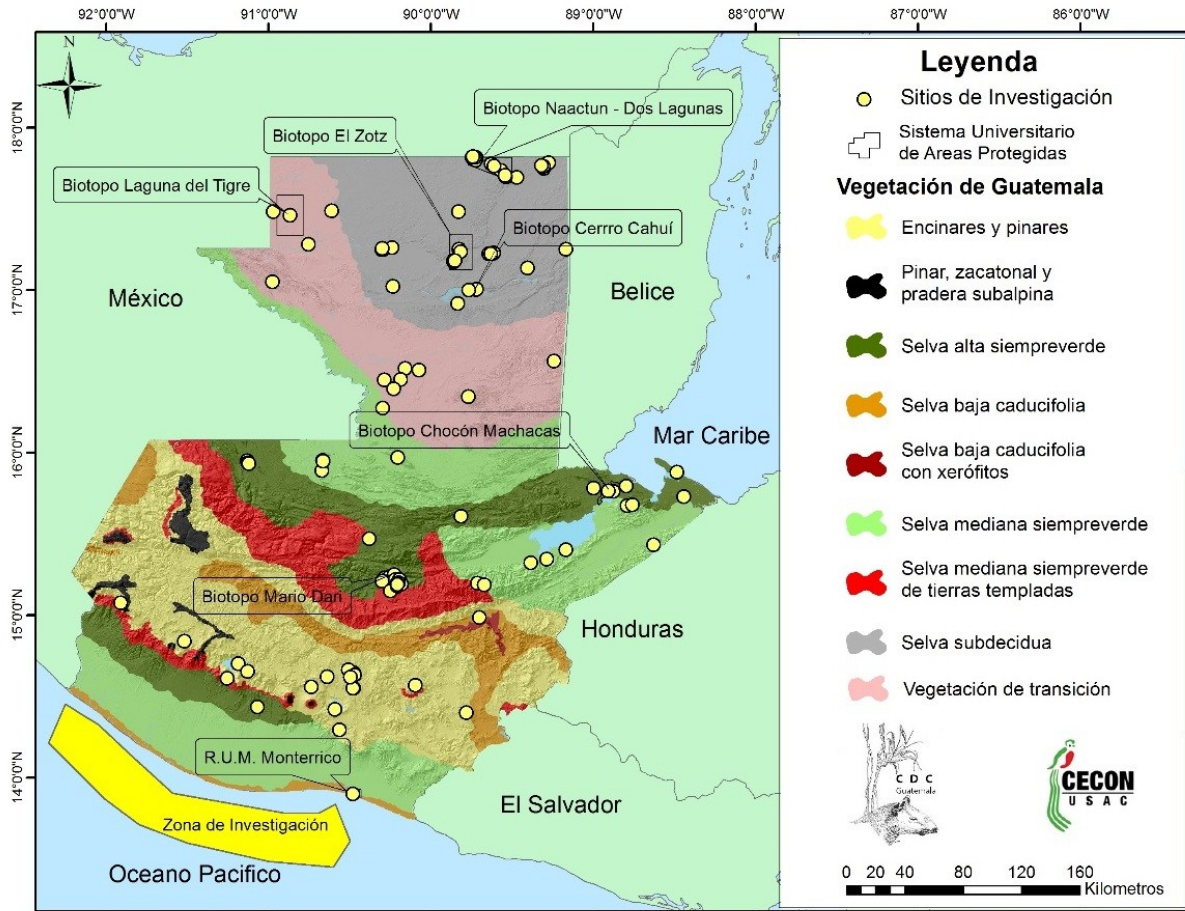 92°0'0"W 91°0'0"W 90°0'0"W 89°0'0"W 88°0'0"W 87°0'0"W 86°0'0"W
N
18°0'0"N
17°0'0"N
16°0'0"N
15°0'0"N
14°0'0"N
Biotopo Naactun - Dos Lagunas
Biotopo El Zotz
Biotopo Laguna del Tigre
Biotopo Cerrro Cahuí
México
Belice
Biotopo Chocón Machacas
Mar Caribe
Biotopo Mario Dari
Honduras
R.U.M. Monterrico
El Salvador
Zona de Investigación
Oceano Pacifico
Leyenda
Sitios de Investigación
Sistema Universitario
de Areas Protegidas
Vegetación de Guatemala
Encinares y pinares
Pinar, zacatonal y
pradera subalpina
Selva alta siempreverde
Selva baja caducifolia
Selva baja caducifolia
con xerófitos
Selva mediana siempreverde
Selva mediana siempreverde
de tierras templadas
Selva subdecidua
Vegetación de transición
CDC
Guatemala
CECON
USAC
0 20 40 80 120 160
Kilometros